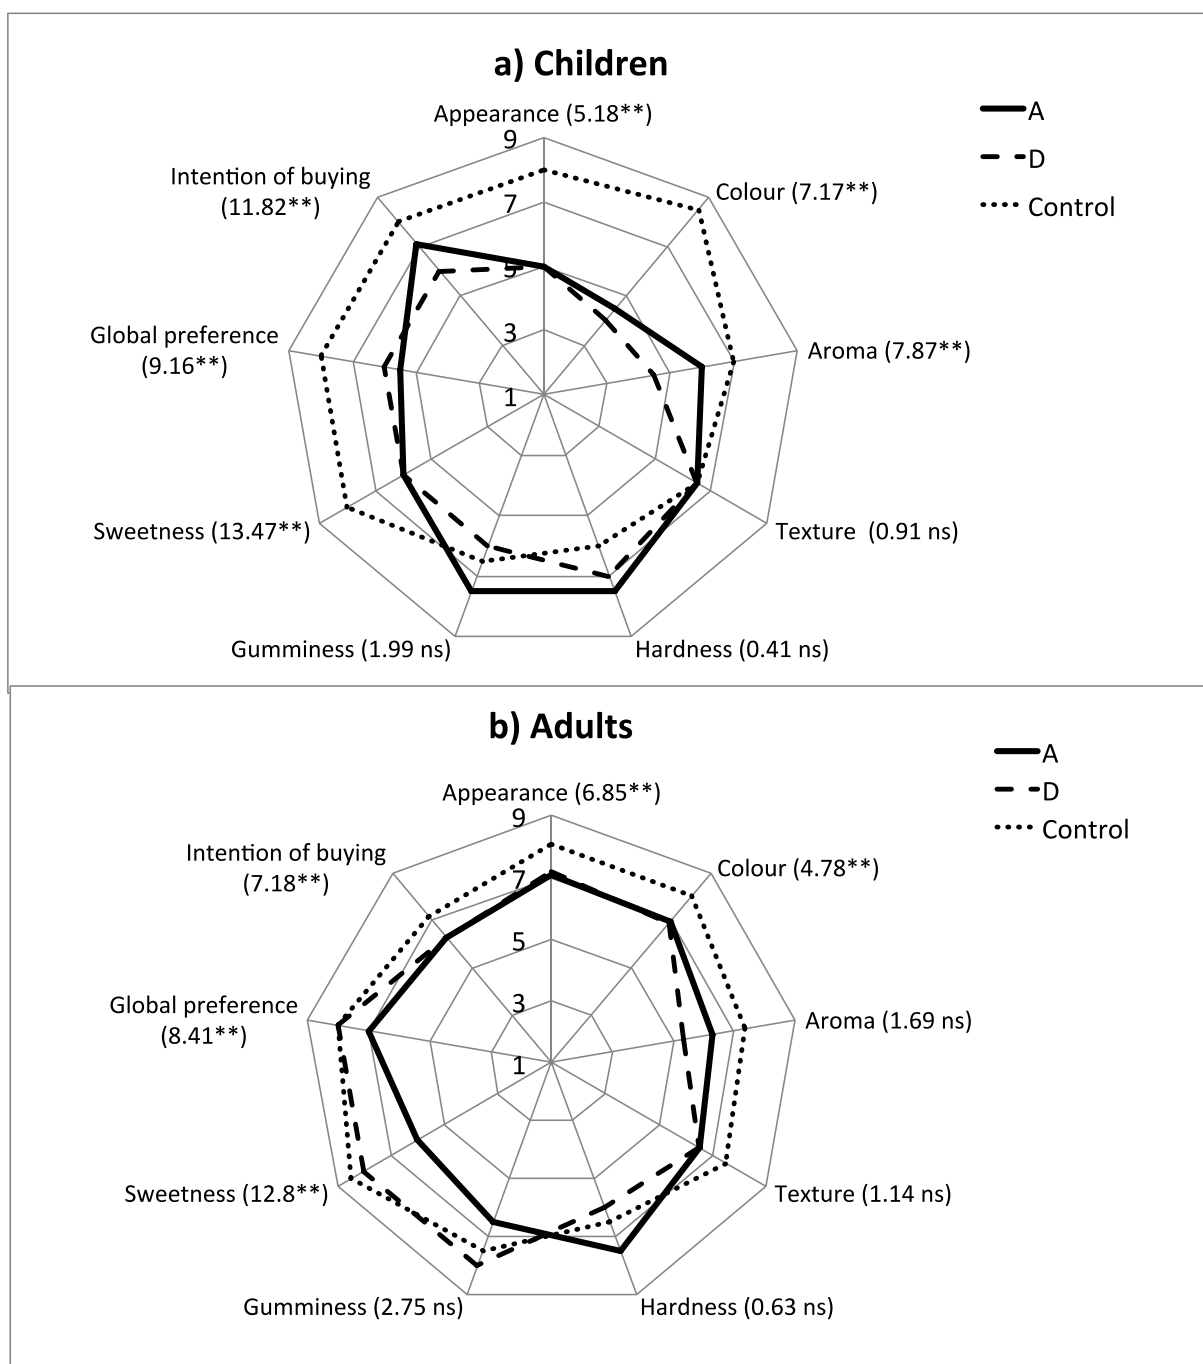 a) Children
Appearance (5.18**)
A
D
Control
9
7
5
3
1
Intention of buying
(11.82**)
Colour (7.17**)
Global preference
(9.16**)
Aroma (7.87**)
Sweetness (13.47**)
Texture (0.91 ns)
Gumminess (1.99 ns)
Hardness (0.41 ns)
b) Adults
Appearance (6.85**)
A
D
Control
9
7
5
3
1
Intention of buying
(7.18**)
Colour (4.78**)
Global preference
(8.41**)
Aroma (1.69 ns)
Sweetness (12.8**)
Texture (1.14 ns)
Gumminess (2.75 ns)
Hardness (0.63 ns)